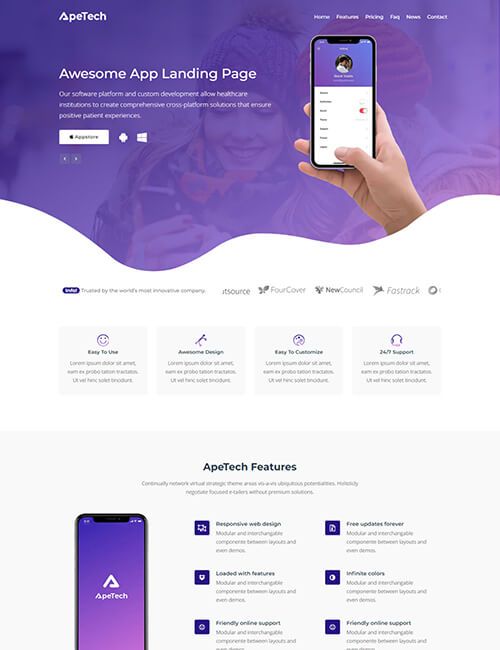 ApeTech
Home Features Pricing Faq News Contact
Awesome App Landing Page
Our software platform and custom development allow healthcare
institutions to create comprehensive cross-platform solutions that ensure
positive patient experiences.
Appstore
Info! Trusted by the world's most innovative company.
utsource FourCover NewCouncil Fastrack
Easy To Use
Lorem ipsum dolor sit amet,
eam ex probo tation tractatos.
Ut vel hinc solet tincidunt.
Awesome Design
Lorem ipsum dolor sit amet,
eam ex probo tation tractatos.
Ut vel hinc solet tincidunt.
Easy To Customize
Lorem ipsum dolor sit amet,
eam ex probo tation tractatos.
Ut vel hinc solet tincidunt.
24/7 Support
Lorem ipsum dolor sit amet,
eam ex probo tation tractatos.
Ut vel hinc solet tincidunt.
ApeTech Features
Continually network virtual strategic theme areas vis-a-vis ubiquitous potentialities. Holisticly
negotiate focused e-tailers without premium solutions.
ApeTech
Responsive web design
Modular and interchangable
componente between layouts and
even demos.
Free updates forever
Modular and interchangable
componente between layouts and
even demos.
Loaded with features
Modular and interchangable
componente between layouts and
even demos.
Infinite colors
Modular and interchangable
componente between layouts and
even demos.
Friendly online support
Modular and interchangable
componente between layouts and
Friendly online support
Modular and interchangable
componente between layouts and